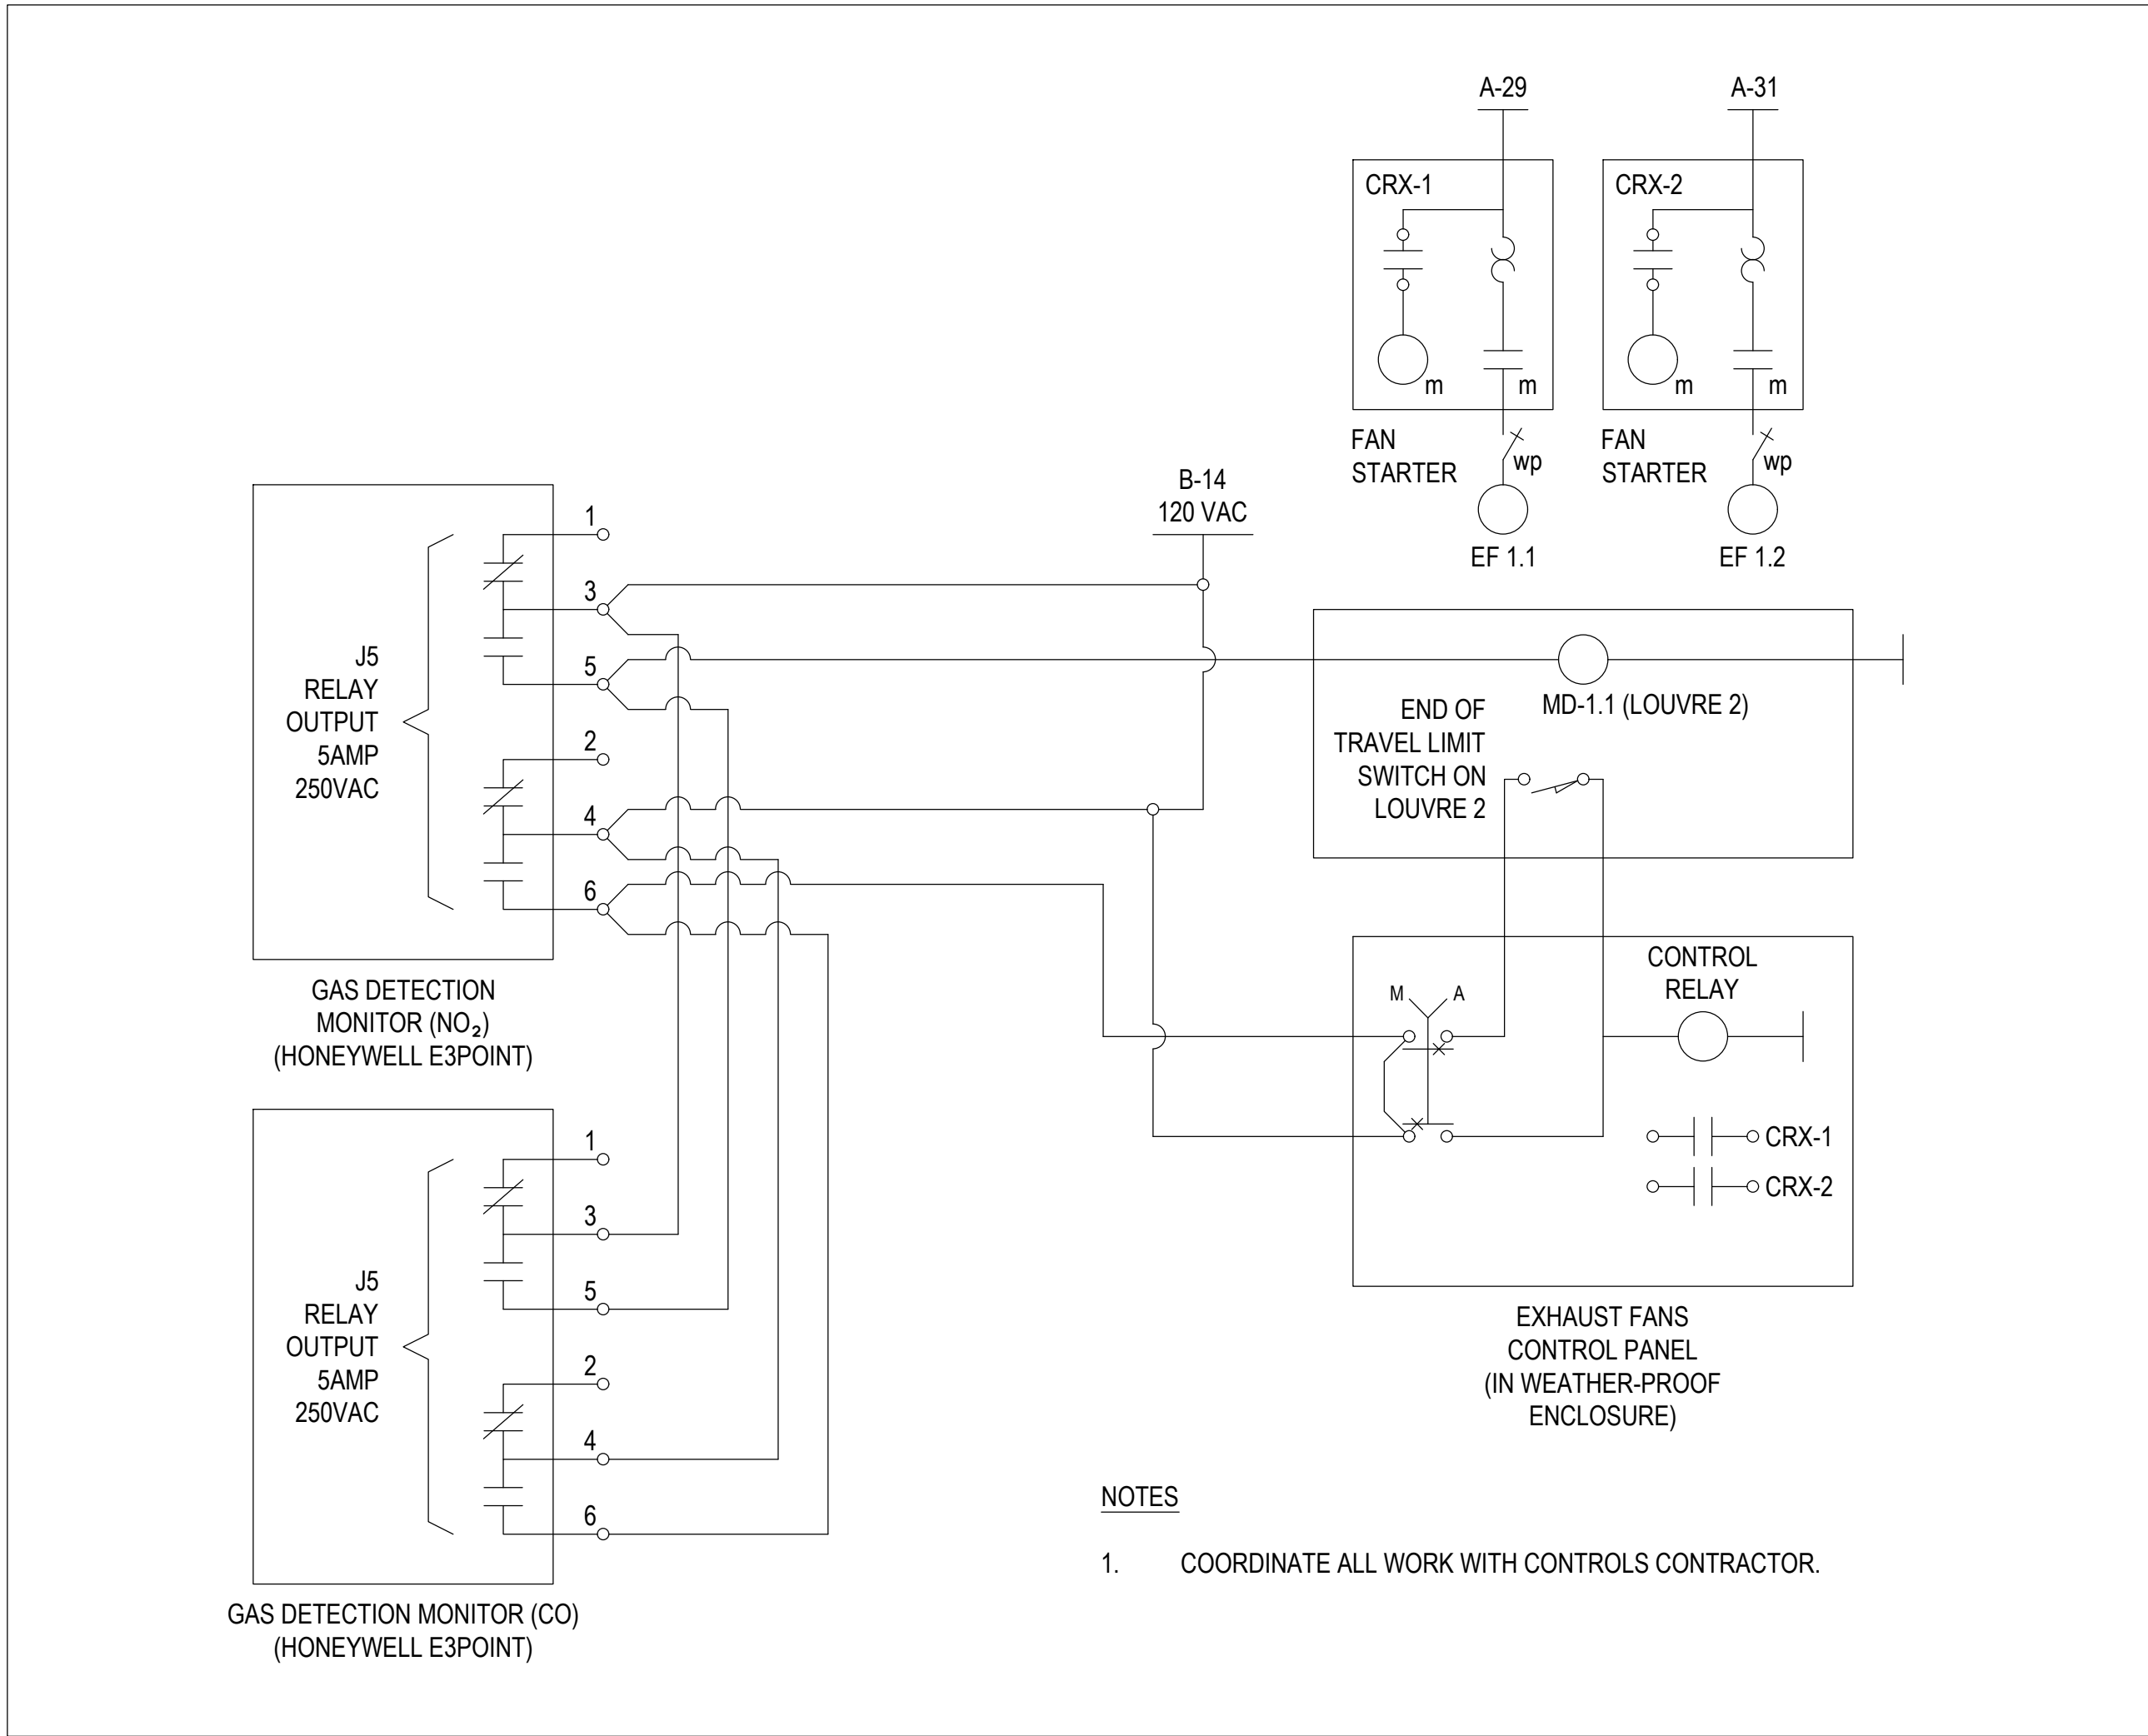 A-29
A-31
CRX-1
CRX-2
m
m
m
m
FAN
STARTER
wp
FAN
STARTER
wp
EF 1.1
EF 1.2
B-14
120 VAC
1
3
5
2
4
6
J5
RELAY
OUTPUT
5AMP
250VAC
GAS DETECTION
MONITOR (NO₂)
(HONEYWELL E3POINT)
MD-1.1 (LOUVRE 2)
END OF
TRAVEL LIMIT
SWITCH ON
LOUVRE 2
CONTROL
RELAY
M
A
CRX-1
CRX-2
EXHAUST FANS
CONTROL PANEL
(IN WEATHER-PROOF
ENCLOSURE)
1
3
5
2
4
6
J5
RELAY
OUTPUT
5AMP
250VAC
GAS DETECTION MONITOR (CO)
(HONEYWELL E3POINT)
NOTES
1. COORDINATE ALL WORK WITH CONTROLS CONTRACTOR.